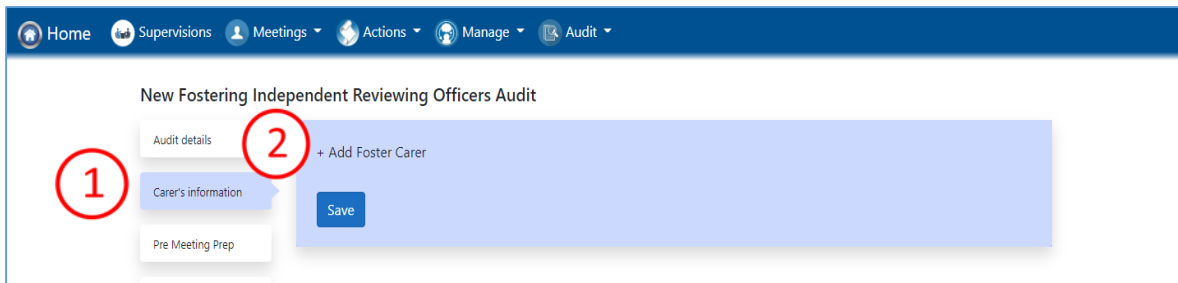 Home Supervisions Meetings Actions Manage Audit
New Fostering Independent Reviewing Officers Audit
Audit details
2
+ Add Foster Carer
1
Carer's information
Save
Pre Meeting Prep